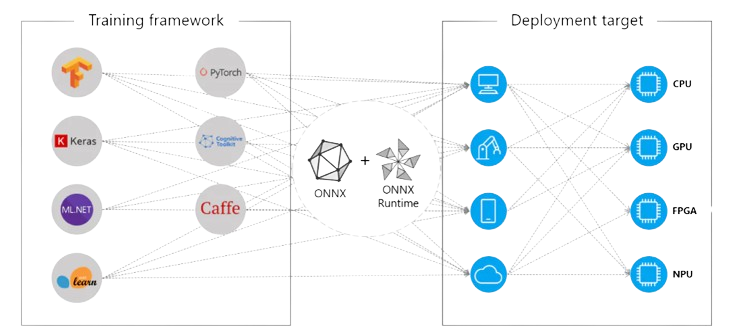 Training framework
Deployment target
PyTorch
Keras
Cognitive
Toolkit
ML.NET
Caffe
learn
ONNX
+
ONNX
Runtime
CPU
GPU
FPGA
NPU